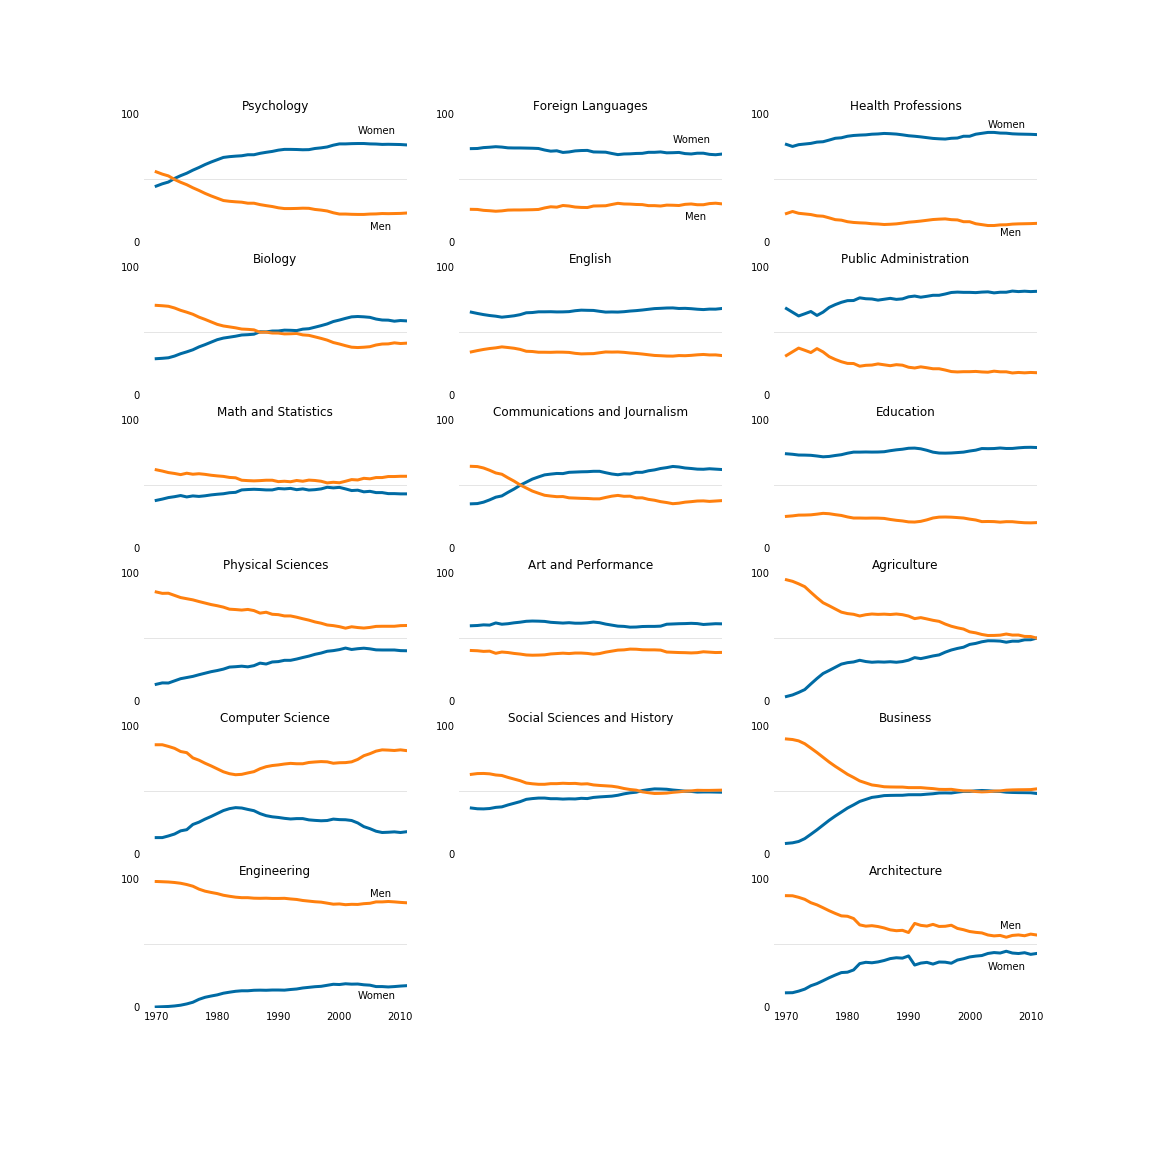 Psychology
100
Women
Men
0
Foreign Languages
100
Women
Men
0
Health Professions
100
Women
Men
0
Biology
100
0
English
100
0
Public Administration
100
0
Math and Statistics
100
0
Communications and Journalism
100
0
Education
100
0
Physical Sciences
100
0
Art and Performance
100
0
Agriculture
100
0
Computer Science
100
0
Social Sciences and History
100
0
Business
100
0
Engineering
100
Men
Women
0
1970 1980 1990 2000 2010
Architecture
100
Men
Women
0
1970 1980 1990 2000 2010